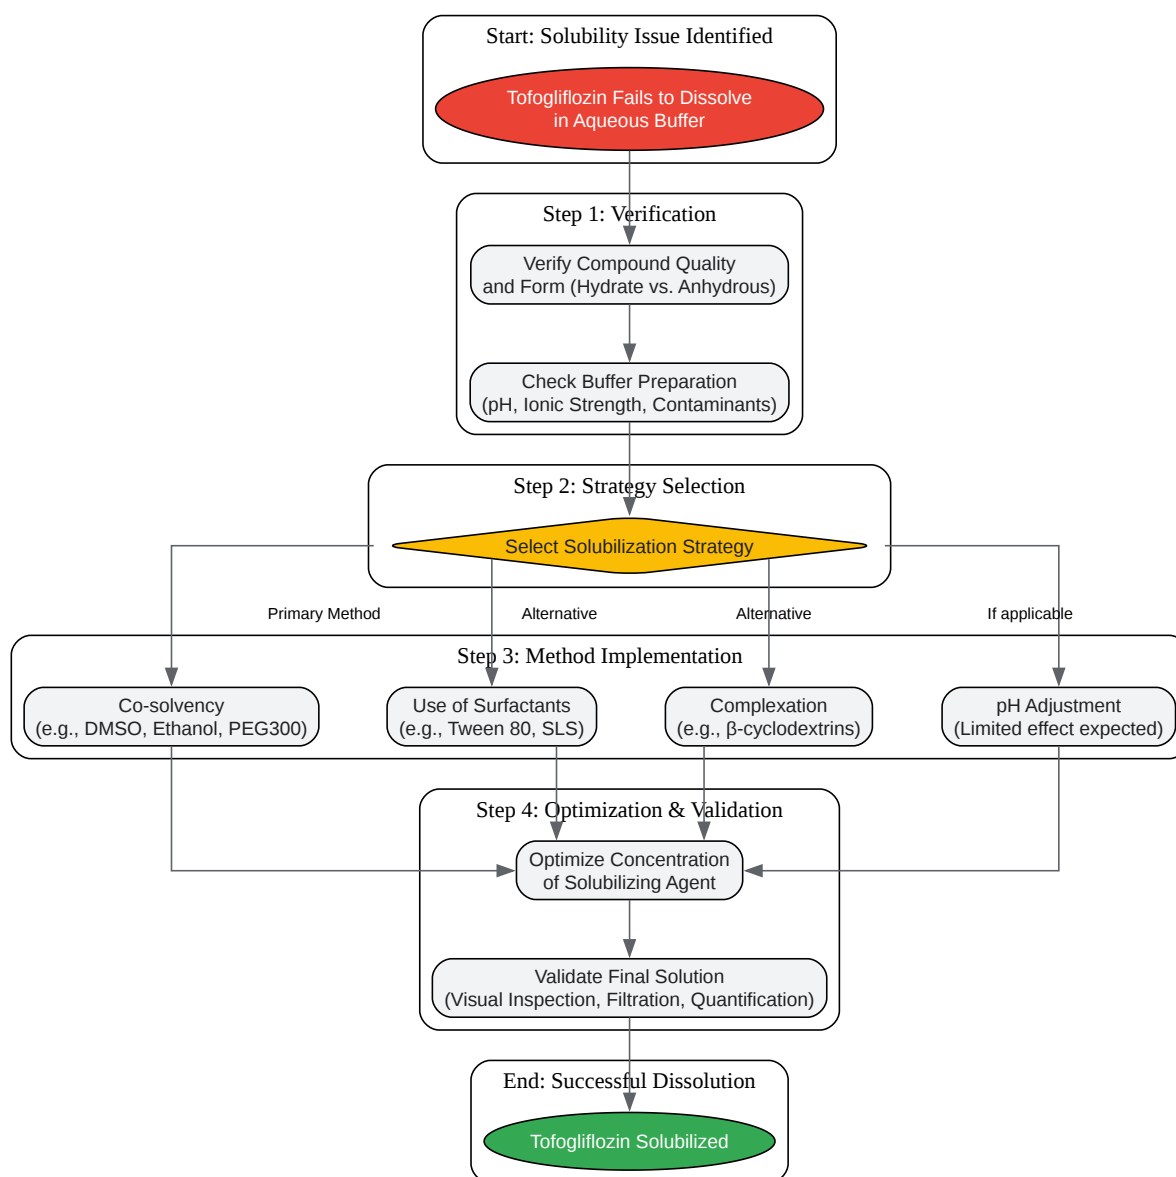 Start: Solubility Issue Identified
Tofogliflozin Fails to Dissolve
in Aqueous Buffer
Step 1: Verification
Verify Compound Quality
and Form (Hydrate vs. Anhydrous)
Check Buffer Preparation
(pH, Ionic Strength, Contaminants)
Step 2: Strategy Selection
Select Solubilization Strategy
Primary Method
Alternative
Alternative
If applicable
Step 3: Method Implementation
Co-solvency
(e.g., DMSO, Ethanol, PEG300)
Use of Surfactants
(e.g., Tween 80, SLS)
Complexation
(e.g., β-cyclodextrins)
pH Adjustment
(Limited effect expected)
Step 4: Optimization & Validation
Optimize Concentration
of Solubilizing Agent
Validate Final Solution
(Visual Inspection, Filtration, Quantification)
End: Successful Dissolution
Tofogliflozin Solubilized